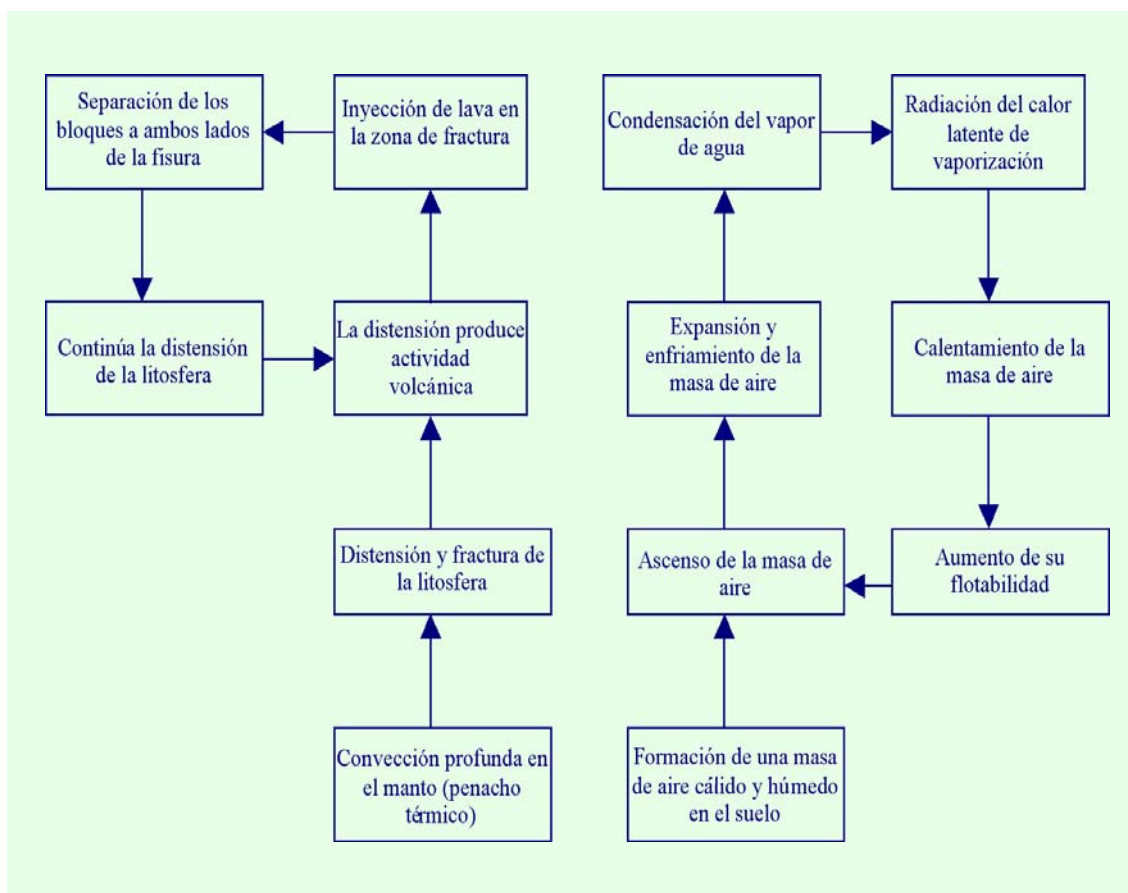 Separación de los
bloques a ambos lados
de la fisura
Inyección de lava en
la zona de fractura
Continúa la distensión
de la litosfera
La distensión produce
actividad
volcánica
Distensión y fractura de
la litosfera
Convección profunda en
el manto (penacho
térmico)
Condensación del vapor
de agua
Radiación del calor
latente de
vaporización
Expansión y
enfriamiento de la
masa de aire
Calentamiento de la
masa de aire
Ascenso de la masa de
aire
Aumento de su
flotabilidad
Formación de una masa
de aire cálido y húmedo
en el suelo